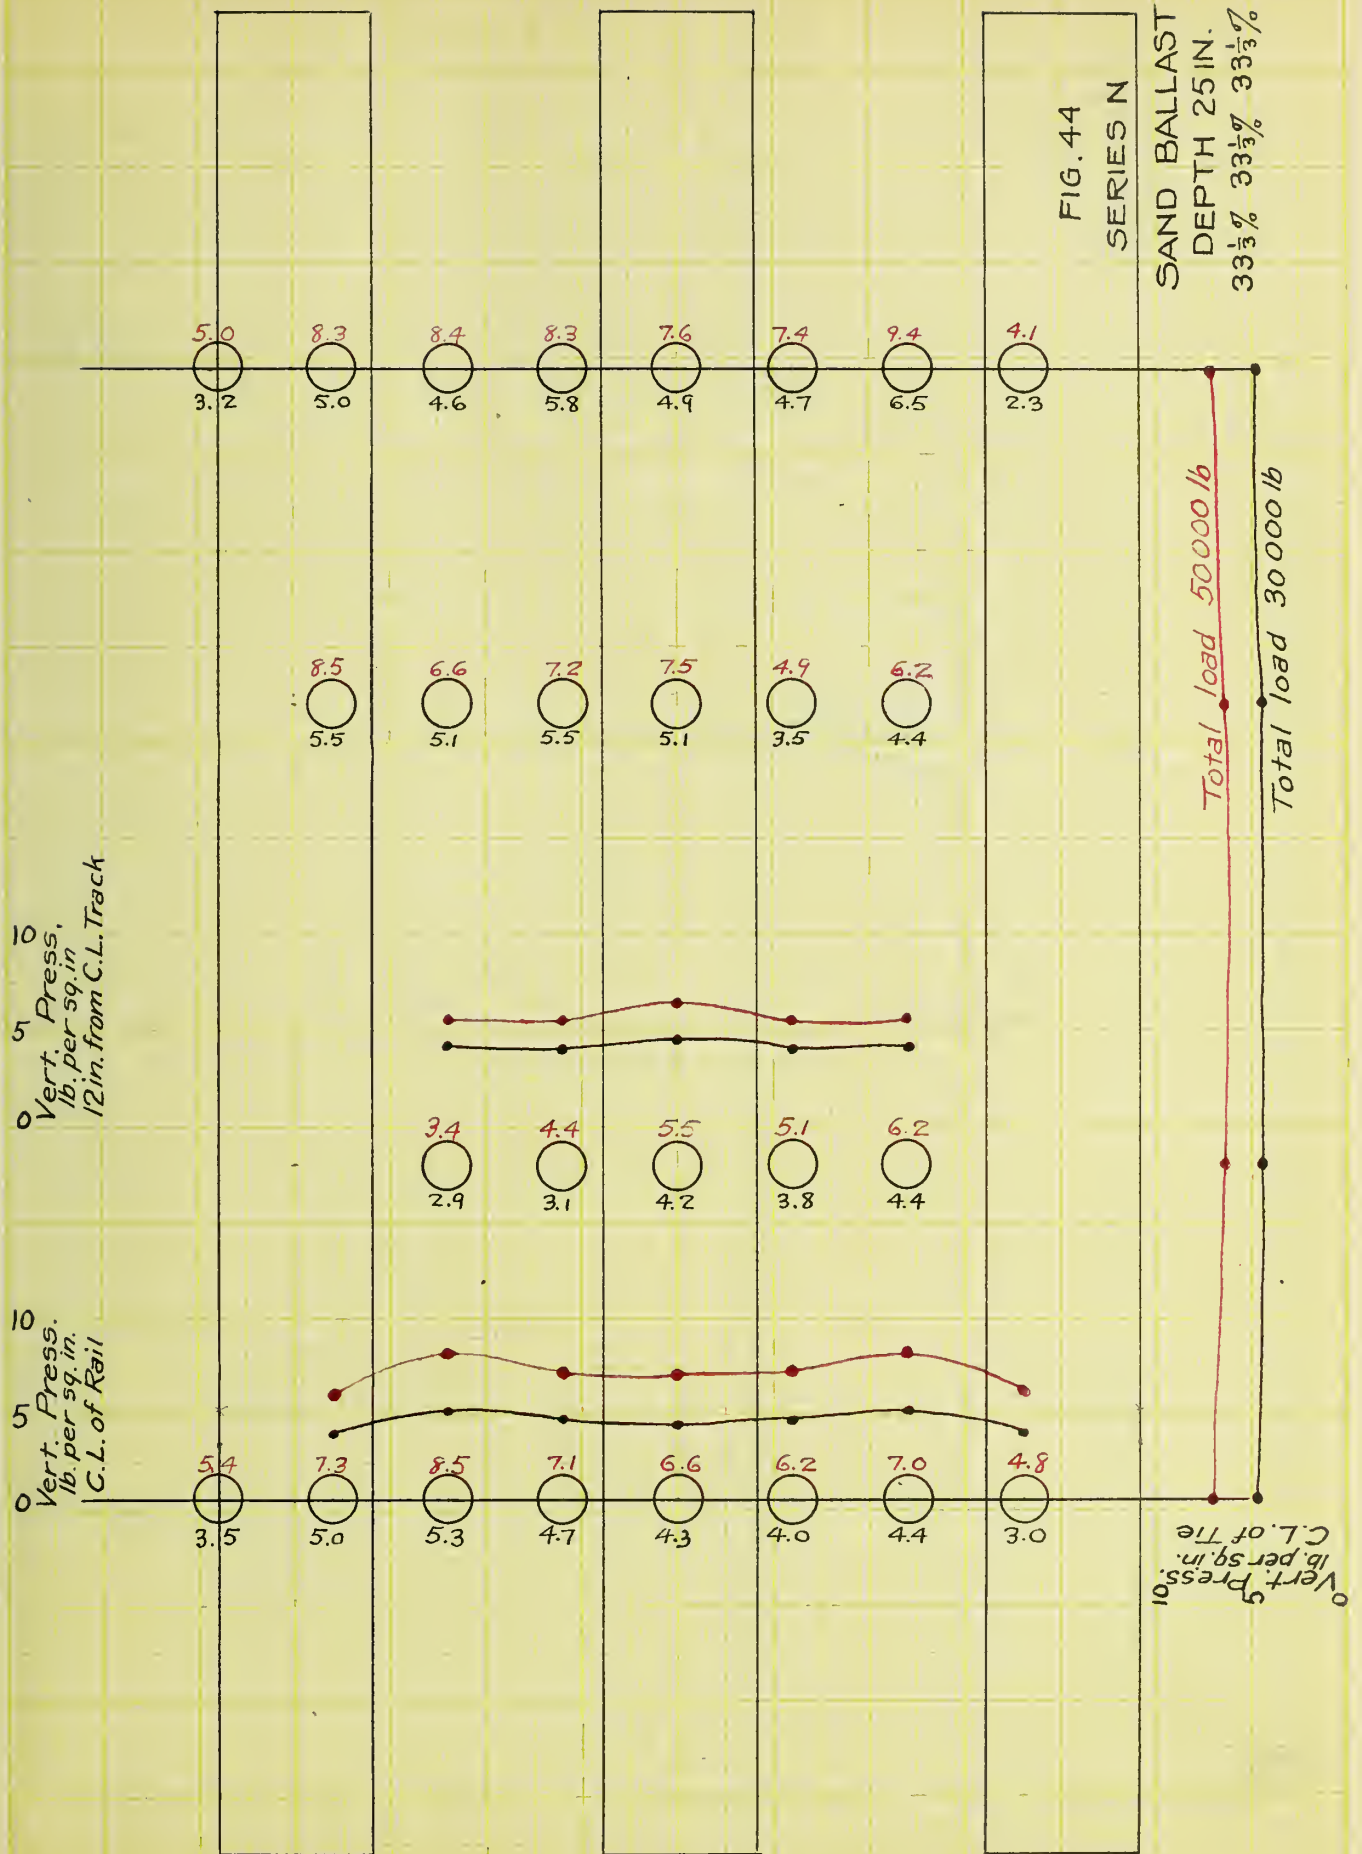 FIG. 44
SERIES N
SAND BALLAST
DEPTH 25 IN.
33⅓% 33⅓% 33⅓%
5.0 8.3 8.4 8.3 7.6 7.4 9.4 4.1
3.2 5.0 4.6 5.8 4.9 4.7 6.5 2.3
8.5 6.6 7.2 7.5 4.9 6.2
5.5 5.1 5.5 5.1 3.5 4.4
Total load 50000 lb
Total load 30000 lb
10
5
0
Vert. Press.
lb. per sq. in
12 in. from C.L. Track
3.4 4.4 5.5 5.1 6.2
2.9 3.1 4.2 3.8 4.4
10
5
0
Vert. Press.
lb. per sq. in.
C.L. of Rail
5.4 7.3 8.5 7.1 6.6 6.2 7.0 4.8
3.5 5.0 5.3 4.7 4.3 4.0 4.4 3.0
C.L. of Tie
lb. per sq. in.
Vert. Press.
10
5
0